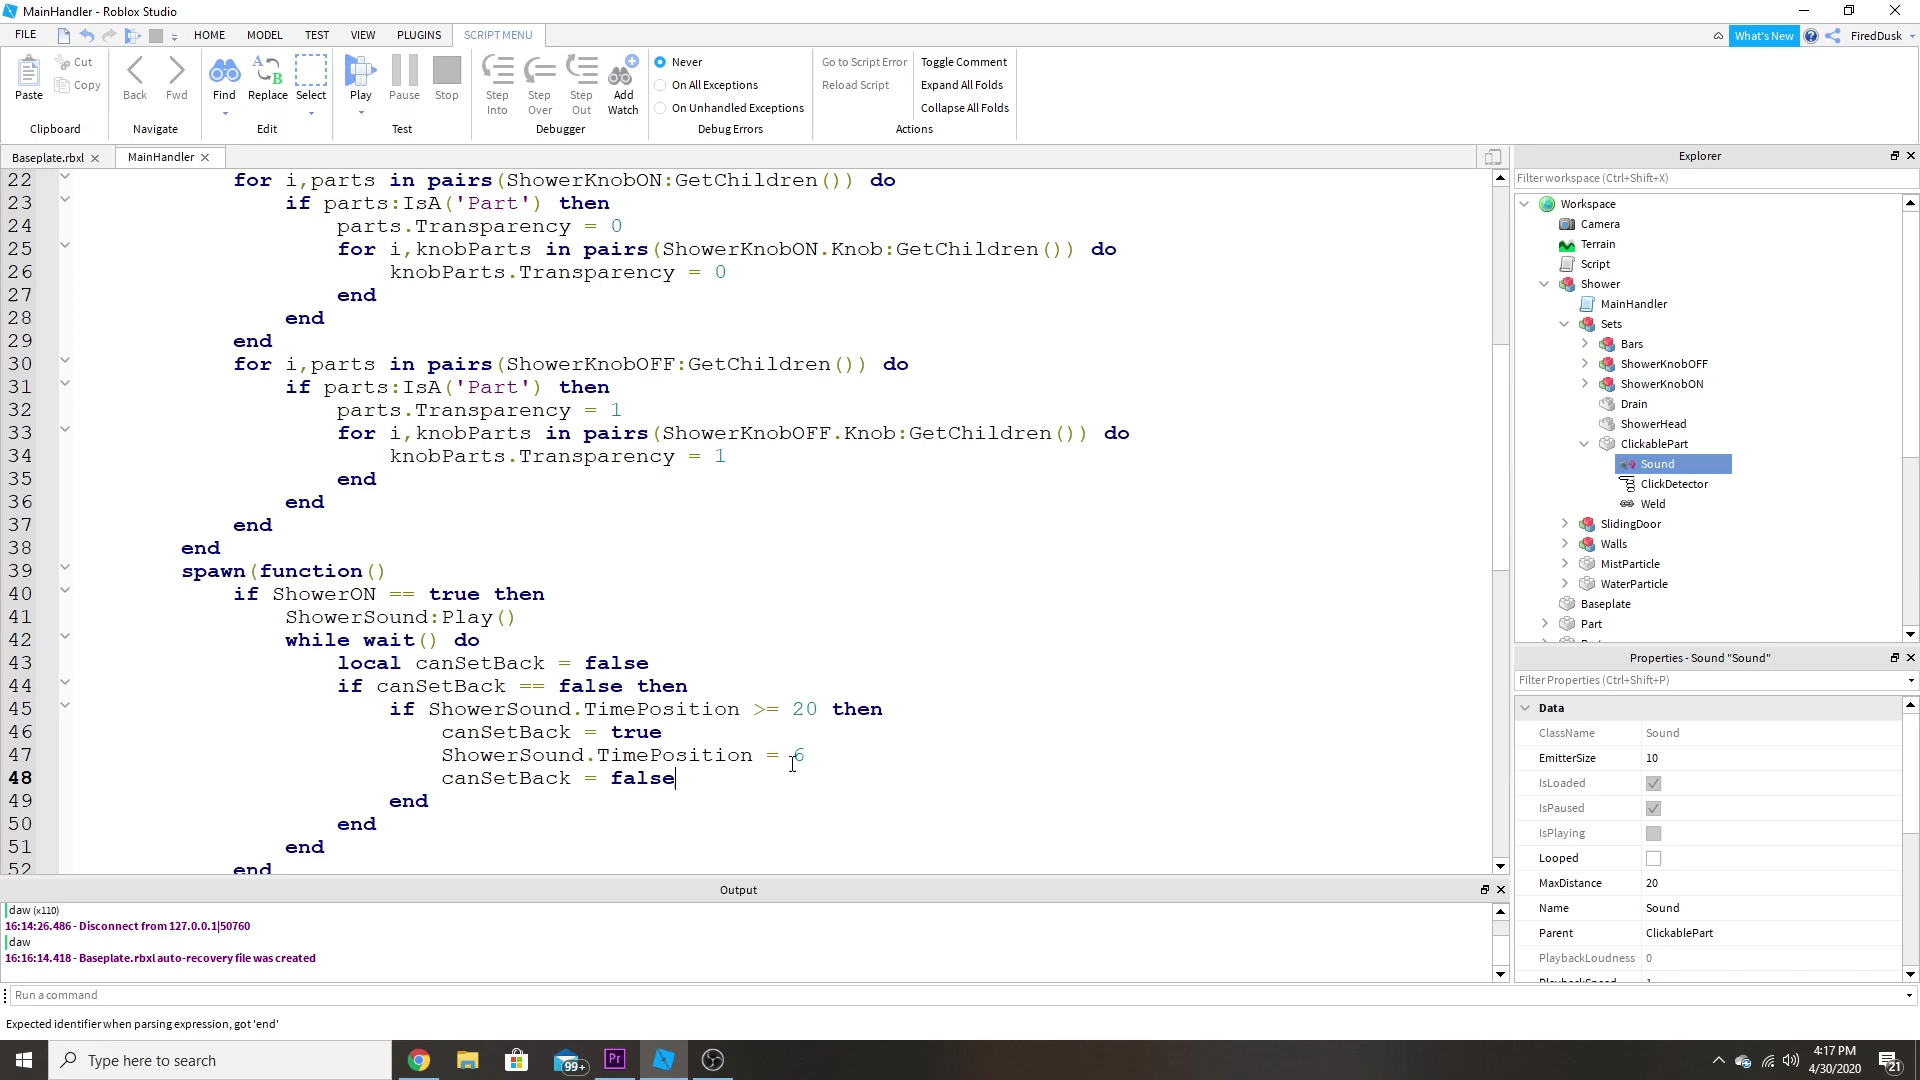 MainHandler - Roblox Studio
FILE
HOME
MODEL
TEST
VIEW
PLUGINS
SCRIPT MENU
What's New
FiredDusk
Paste
Cut
Copy
Clipboard
Back
Fwd
Navigate
Find
Replace
Select
Edit
Play
Pause
Stop
Test
Step Into
Step Over
Step Out
Add Watch
Debugger
Never
On All Exceptions
On Unhandled Exceptions
Debug Errors
Go to Script Error
Reload Script
Toggle Comment
Expand All Folds
Collapse All Folds
Actions
Baseplate.rbxl
MainHandler
22 for i,parts in pairs(ShowerKnobON:GetChildren()) do
23 if parts:IsA('Part') then
24 parts.Transparency = 0
25 for i,knobParts in pairs(ShowerKnobON.Knob:GetChildren()) do
26 knobParts.Transparency = 0
27 end
28 end
29 end
30 for i,parts in pairs(ShowerKnobOFF:GetChildren()) do
31 if parts:IsA('Part') then
32 parts.Transparency = 1
33 for i,knobParts in pairs(ShowerKnobOFF.Knob:GetChildren()) do
34 knobParts.Transparency = 1
35 end
36 end
37 end
38 end
39 spawn(function()
40 if ShowerON == true then
41 ShowerSound:Play()
42 while wait() do
43 local canSetBack = false
44 if canSetBack == false then
45 if ShowerSound.TimePosition >= 20 then
46 canSetBack = true
47 ShowerSound.TimePosition = 6
48 canSetBack = false
49 end
50 end
51 end
52 end
Explorer
Filter workspace (Ctrl+Shift+X)
Workspace
Camera
Terrain
Script
Shower
MainHandler
Sets
Bars
ShowerKnobOFF
ShowerKnobON
Drain
ShowerHead
ClickablePart
Sound
ClickDetector
Weld
SlidingDoor
Walls
MistParticle
WaterParticle
Baseplate
Part
Properties - Sound "Sound"
Filter Properties (Ctrl+Shift+P)
Data
ClassName Sound
EmitterSize 10
IsLoaded
IsPaused
IsPlaying
Looped
MaxDistance 20
Name Sound
Parent ClickablePart
PlaybackLoudness 0
Output
daw (x110)
16:14:26.486 - Disconnect from 127.0.0.1|50760
daw
16:16:14.418 - Baseplate.rbxl auto-recovery file was created
Run a command
Expected identifier when parsing expression, got 'end'
Type here to search
99+
Pr
4:17 PM
4/30/2020
21